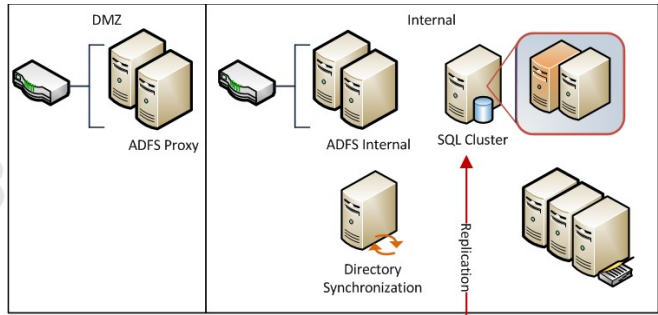 DMZ
Internal
ADFS Proxy
ADFS Internal
SQL Cluster
Directory
Synchronization
Replication